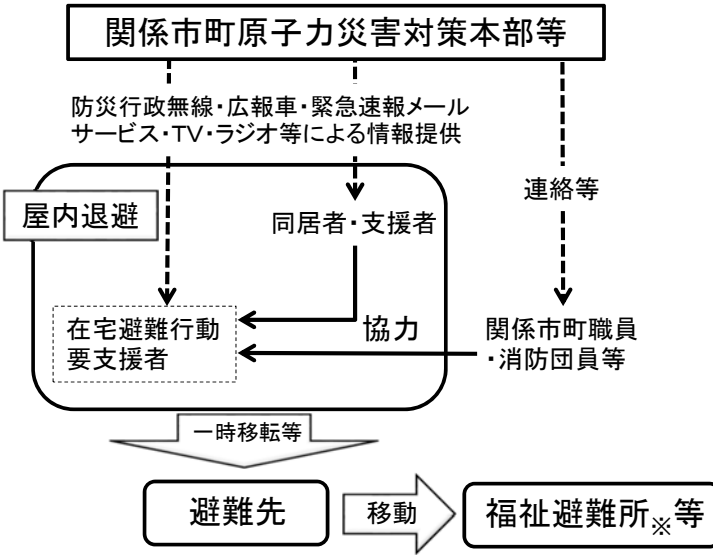 関係市町原子力災害対策本部等
防災行政無線・広報車・緊急速報メール
サービス・TV・ラジオ等による情報提供
連絡等
屋内退避
同居者・支援者
在宅避難行動
要支援者
協力
関係市町職員
・消防団員等
一時移転等
避難先
移動
福祉避難所※等